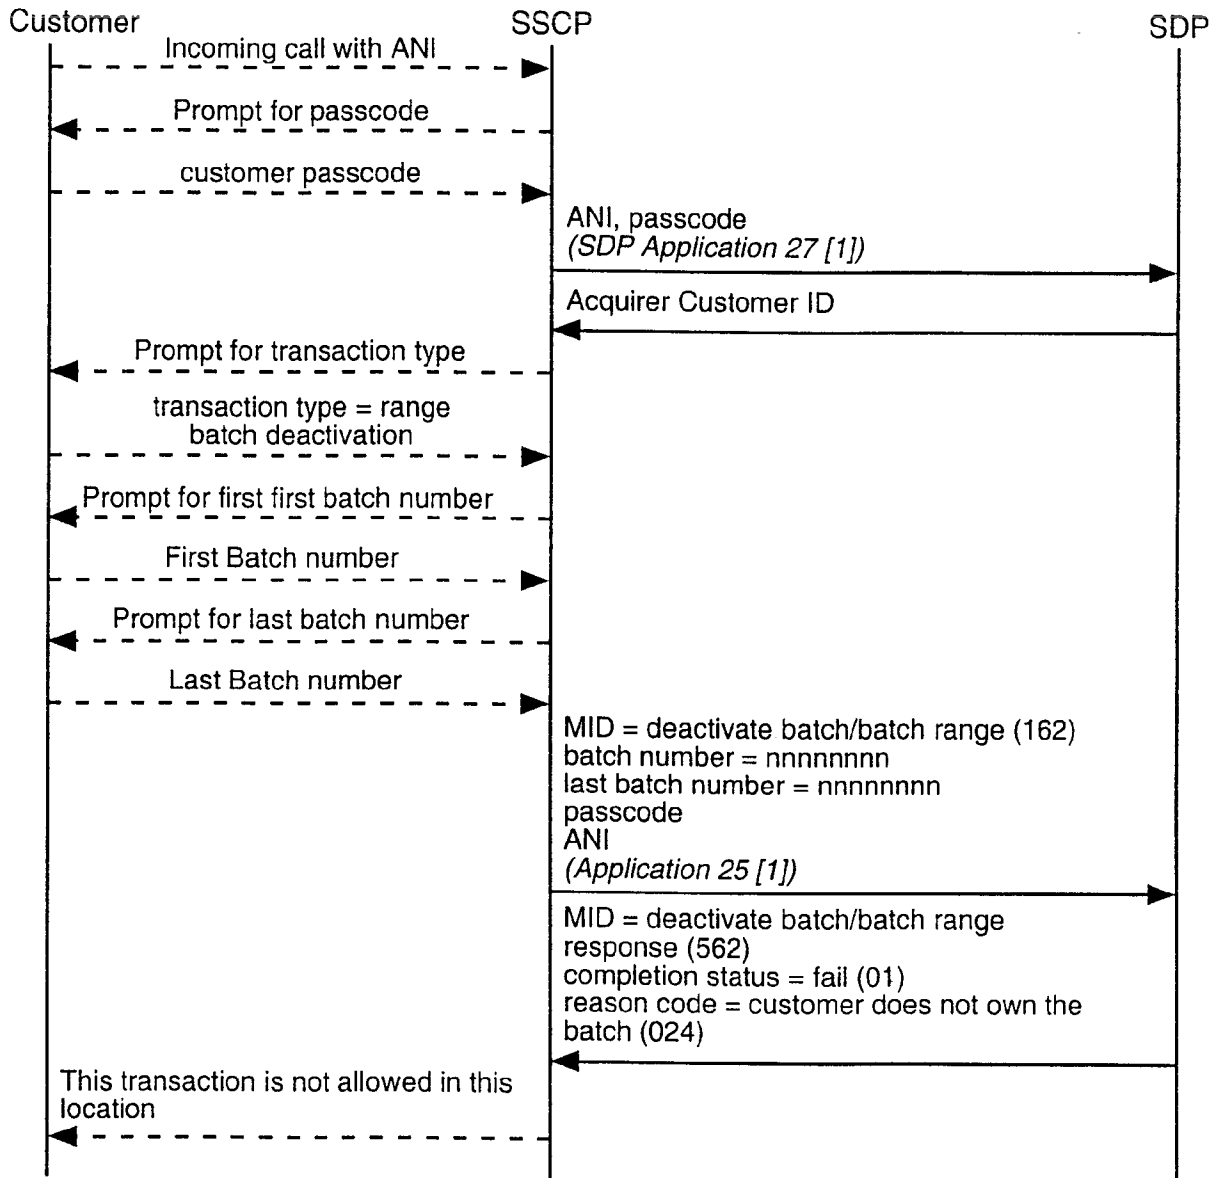 Customer
SSCP
SDP
Incoming call with ANI
Prompt for passcode
customer passcode
ANI, passcode
(SDP Application 27 [1])
Acquirer Customer ID
Prompt for transaction type
transaction type = range
batch deactivation
Prompt for first first batch number
First Batch number
Prompt for last batch number
Last Batch number
MID = deactivate batch/batch range (162)
batch number = nnnnnnnn
last batch number = nnnnnnnn
passcode
ANI
(Application 25 [1])
MID = deactivate batch/batch range
response (562)
completion status = fail (01)
reason code = customer does not own the
batch (024)
This transaction is not allowed in this
location